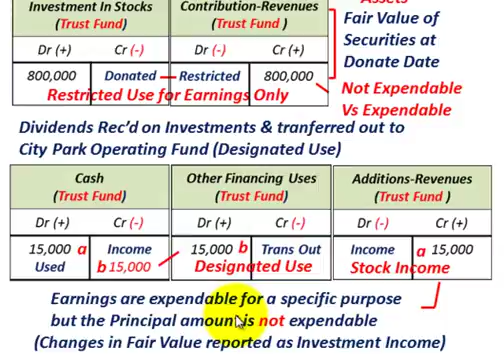 Assets
Investment In Stocks
(Trust Fund)
Contribution-Revenues
(Trust Fund )
Fair Value of
Securities at
Donate Date
Dr (+) Cr (-) Dr (-) Cr (+)
800,000 Donated Restricted 800,000
Restricted Use for Earnings Only
Not Expendable
Vs Expendable
Dividends Rec'd on Investments & tranferred out to
City Park Operating Fund (Designated Use)
Cash
(Trust Fund)
Other Financing Uses
(Trust Fund)
Additions-Revenues
(Trust Fund )
Dr (+) Cr (-) Dr (+) Cr (-) Dr (-) Cr (+)
15,000 a Income 15,000 b Trans Out Income a 15,000
Used b 15,000 Designated Use Stock Income
Earnings are expendable for a specific purpose
but the Principal amoun is not expendable
(Changes in Fair Value reported as Investment Income)